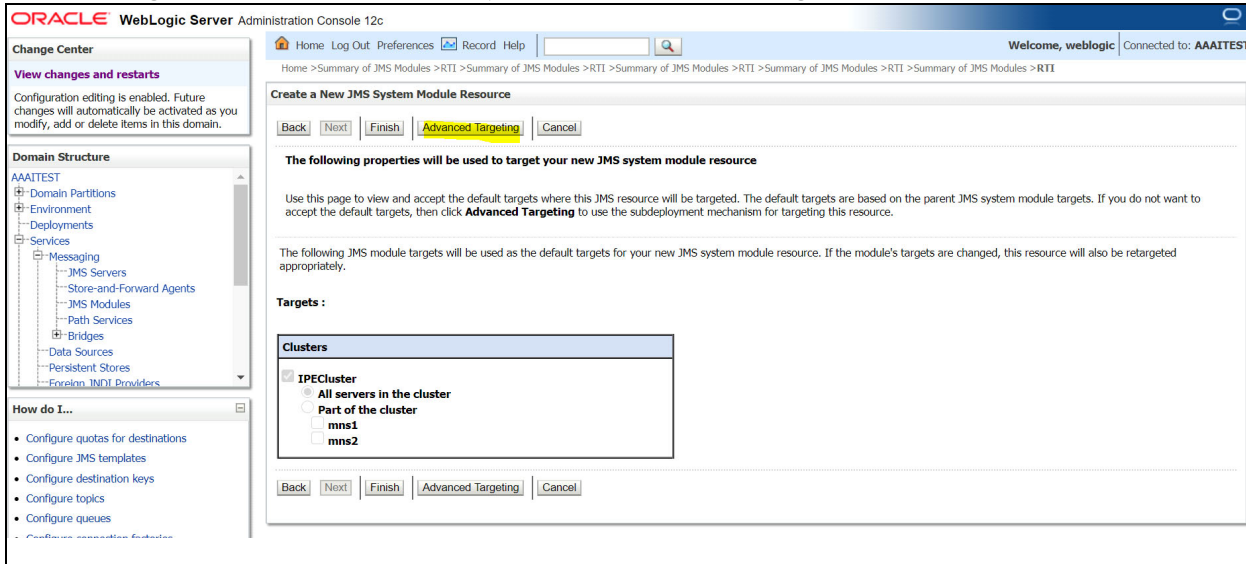 ORACLE WebLogic Server Administration Console 12c
Change Center
View changes and restarts
Configuration editing is enabled. Future
changes will automatically be activated as you
modify, add or delete items in this domain.
Domain Structure
AAAITEST
Domain Partitions
Environment
Deployments
Services
Messaging
JMS Servers
Store-and-Forward Agents
JMS Modules
Path Services
Bridges
Data Sources
Persistent Stores
Foreign JNDI Providers
How do I...
Configure quotas for destinations
Configure JMS templates
Configure destination keys
Configure topics
Configure queues
Configure connection factories
Home Log Out Preferences Record Help
Welcome, weblogic Connected to: AAAITEST
Home >Summary of JMS Modules >RTI >Summary of JMS Modules >RTI >Summary of JMS Modules >RTI >Summary of JMS Modules >RTI >Summary of JMS Modules >RTI
Create a New JMS System Module Resource
Back Next Finish Advanced Targeting Cancel
The following properties will be used to target your new JMS system module resource
Use this page to view and accept the default targets where this JMS resource will be targeted. The default targets are based on the parent JMS system module targets. If you do not want to
accept the default targets, then click Advanced Targeting to use the subdeployment mechanism for targeting this resource.
The following JMS module targets will be used as the default targets for your new JMS system module resource. If the module's targets are changed, this resource will also be retargeted
appropriately.
Targets :
Clusters
IPECluster
All servers in the cluster
Part of the cluster
mns1
mns2
Back Next Finish Advanced Targeting Cancel